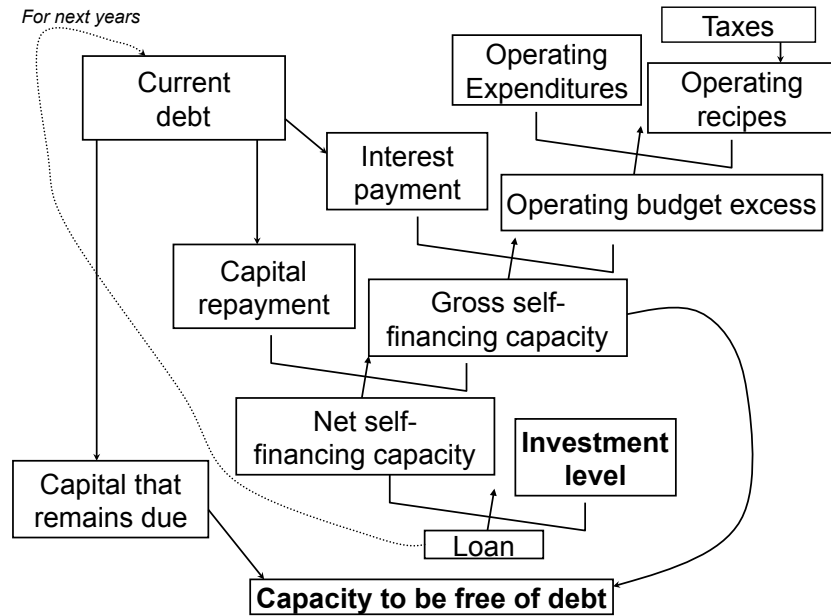 For next years
Taxes
Current
debt
Operating
Expenditures
Operating
recipes
Interest
payment
Operating budget excess
Capital
repayment
Gross self-
financing capacity
Net self-
financing capacity
Investment
level
Capital that
remains due
Loan
Capacity to be free of debt